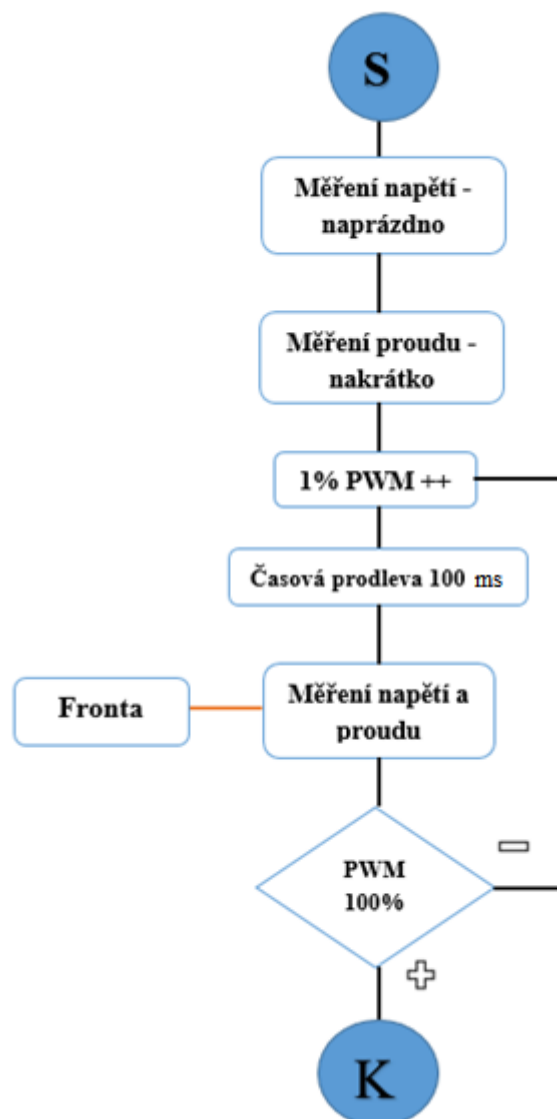 S
Měření napětí -
naprázdno
Měření proudu -
nakrátko
1% PWM ++
Časová prodleva 100 ms
Fronta
Měření napětí a
proudu
PWM
100%
K